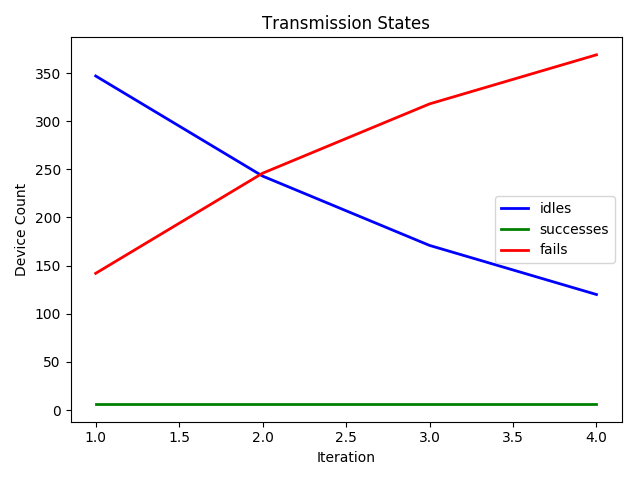 Transmission States
Device Count
350
300
250
200
150
100
50
0
idles
successes
fails
1.0 1.5 2.0 2.5 3.0 3.5 4.0
Iteration